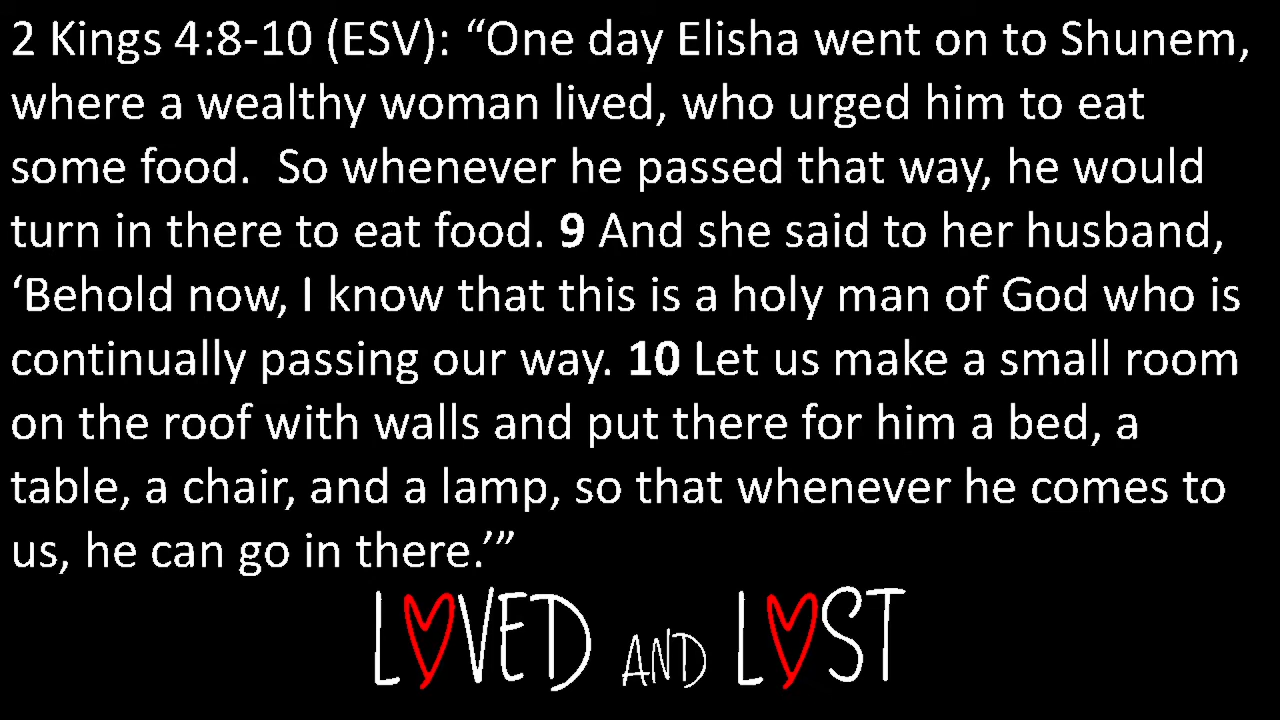 2 Kings 4:8-10 (ESV): “One day Elisha went on to Shunem,
where a wealthy woman lived, who urged him to eat
some food.  So whenever he passed that way, he would
turn in there to eat food. 9 And she said to her husband,
‘Behold now, I know that this is a holy man of God who is
continually passing our way. 10 Let us make a small room
on the roof with walls and put there for him a bed, a
table, a chair, and a lamp, so that whenever he comes to
us, he can go in there.’”
LOVED AND LOST